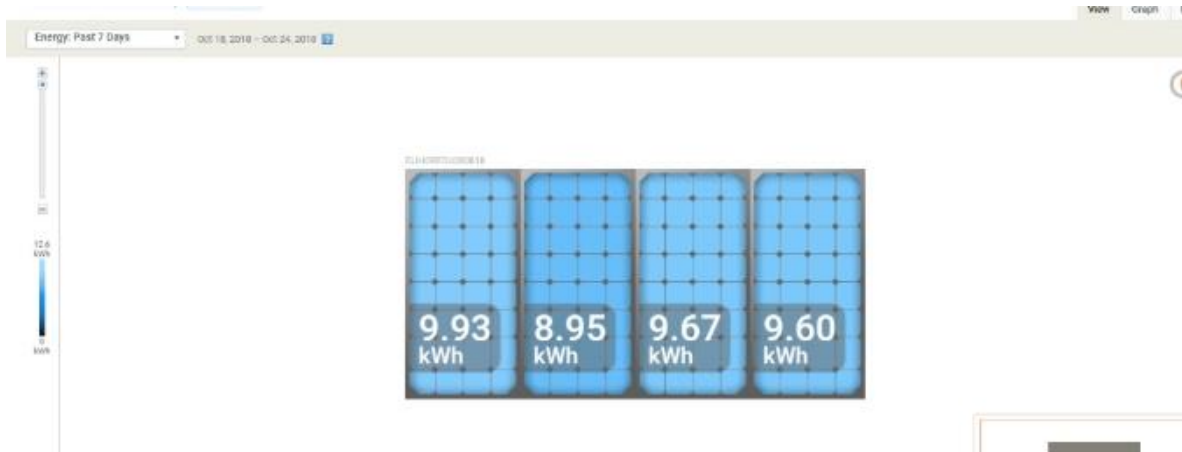 View Graph
Energy: Past 7 Days Oct 18, 2018 – Oct 24, 2018
12.6
kWh
0
kWh
9.93 8.95 9.67 9.60
kWh kWh kWh kWh